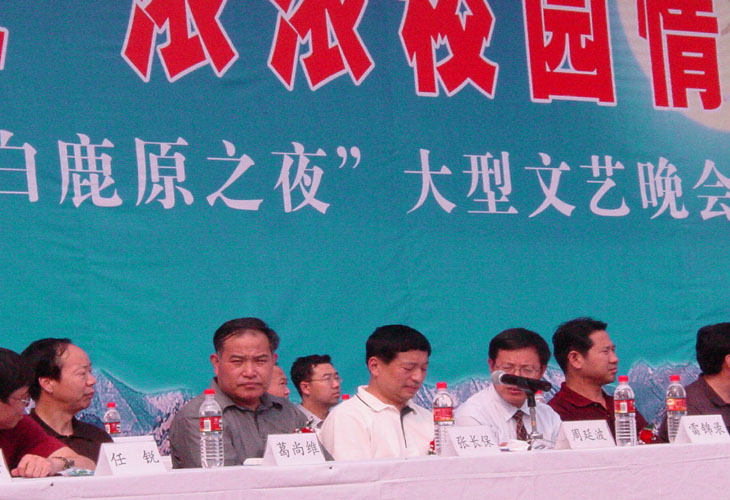 浓浓校园情
白鹿原之夜”大型文艺晚会
任锐
葛尚维
张长保
周延波
雷锦录